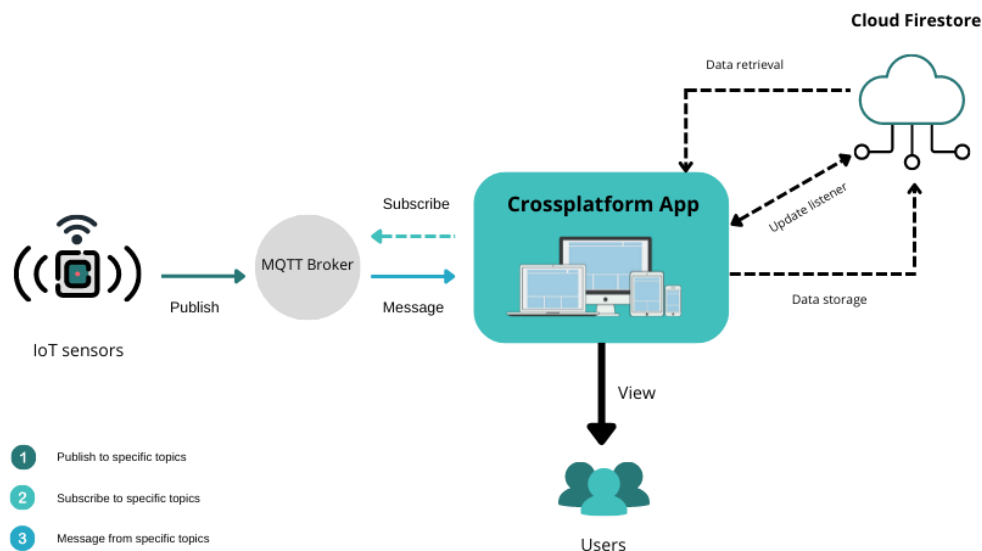 Cloud Firestore
Data retrieval
Update listener
Data storage
Crossplatform App
Subscribe
Message
MQTT Broker
Publish
IoT sensors
View
Users
1 Publish to specific topics
2 Subscribe to specific topics
3 Message from specific topics